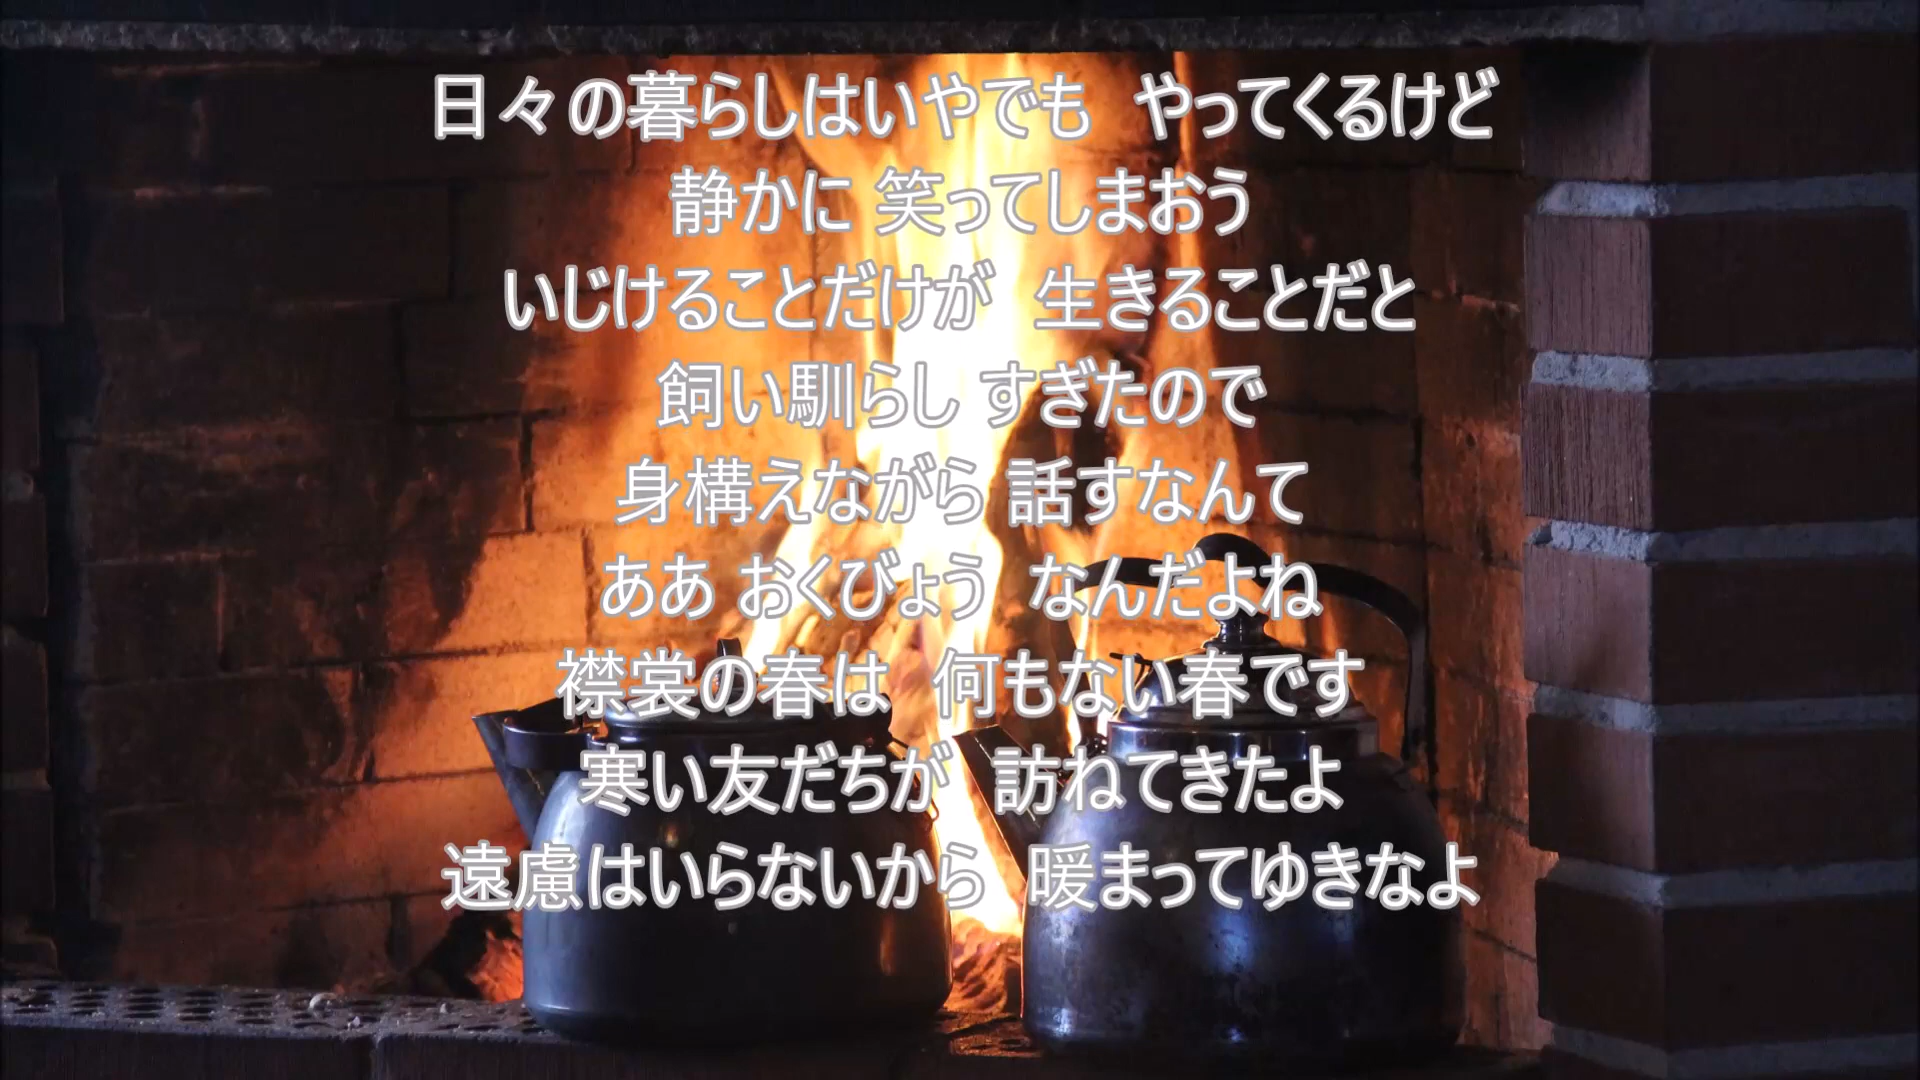 日々の暮らしはいやでも　やってくるけど
静かに 笑ってしまおう
いじけることだけが　生きることだと
飼い馴らし すぎたので
身構えながら 話すなんて
ああ おくびょう　なんだよね
襟裳の春は　何もない春です
寒い友だちが　訪ねてきたよ
遠慮はいらないから　暖まってゆきなよ